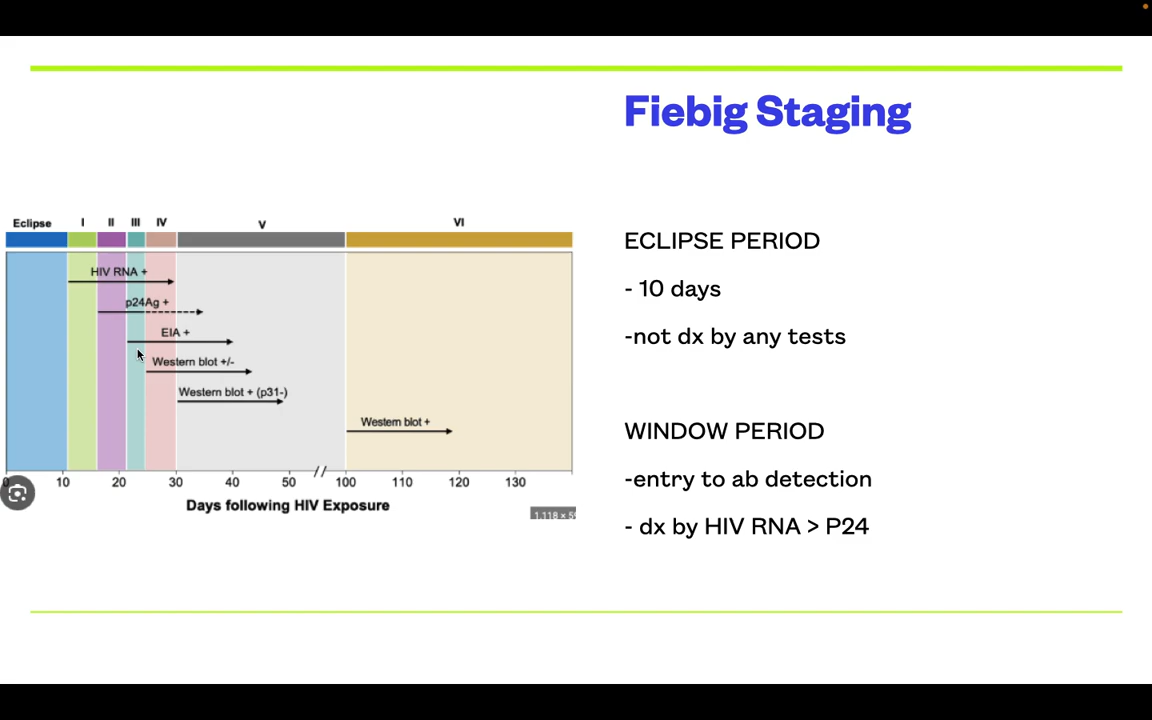 Fiebig Staging
Eclipse I II III IV V VI
HIV RNA +
p24Ag +
EIA +
Western blot +/-
Western blot + (p31-)
Western blot +
0 10 20 30 40 50 // 100 110 120 130
Days following HIV Exposure
ECLIPSE PERIOD
- 10 days
-not dx by any tests
WINDOW PERIOD
-entry to ab detection
- dx by HIV RNA > P24